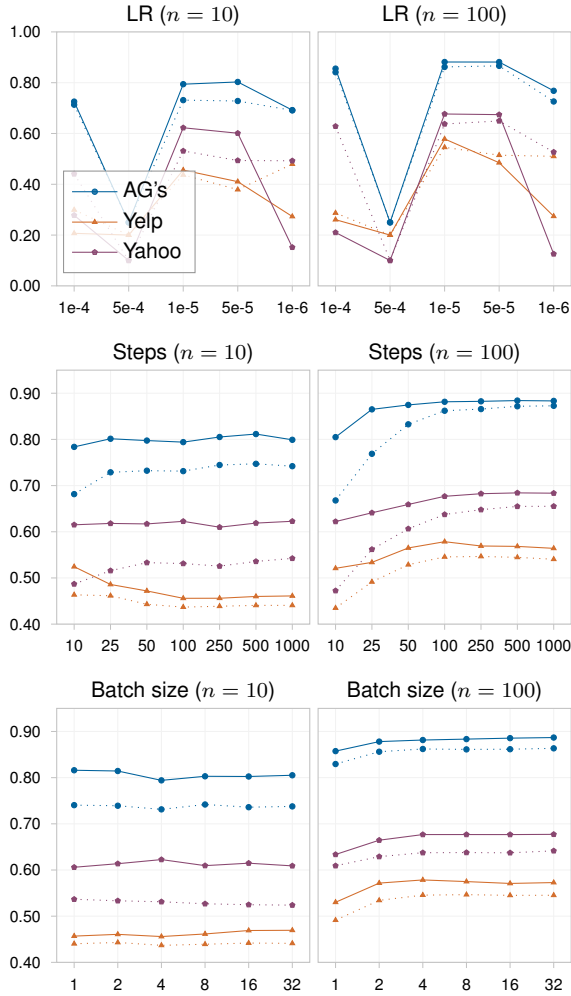 LR (n = 10)
LR (n = 100)
1.00
0.80
0.60
0.40
0.20
0.00
AG's
Yelp
Yahoo
1e-4 5e-4 1e-5 5e-5 1e-6
1e-4 5e-4 1e-5 5e-5 1e-6
Steps (n = 10)
Steps (n = 100)
0.90
0.80
0.70
0.60
0.50
0.40
10 25 50 100 250 500 1000
10 25 50 100 250 500 1000
Batch size (n = 10)
Batch size (n = 100)
0.90
0.80
0.70
0.60
0.50
0.40
1 2 4 8 16 32
1 2 4 8 16 32